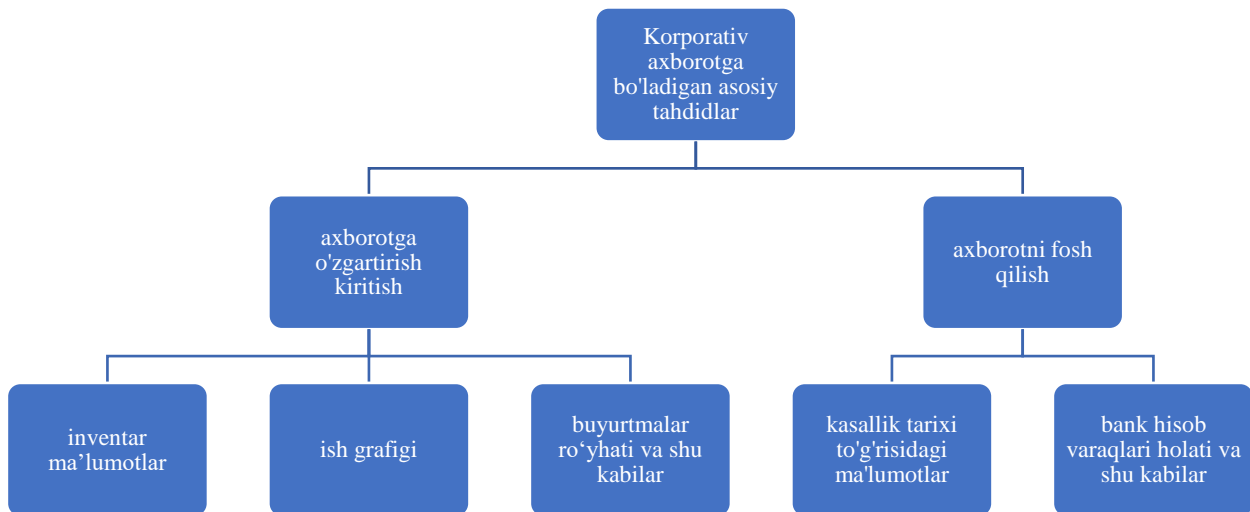 Korporativ
axborotga
bo'ladigan asosiy
tahdidlar
axborotga
o'zgartirish
kiritish
axborotni fosh
qilish
inventar
ma’lumotlar
ish grafigi
buyurtmalar
ro‘yhati va shu
kabilar
kasallik tarixi
to'g'risidagi
ma'lumotlar
bank hisob
varaqlari holati va
shu kabilar